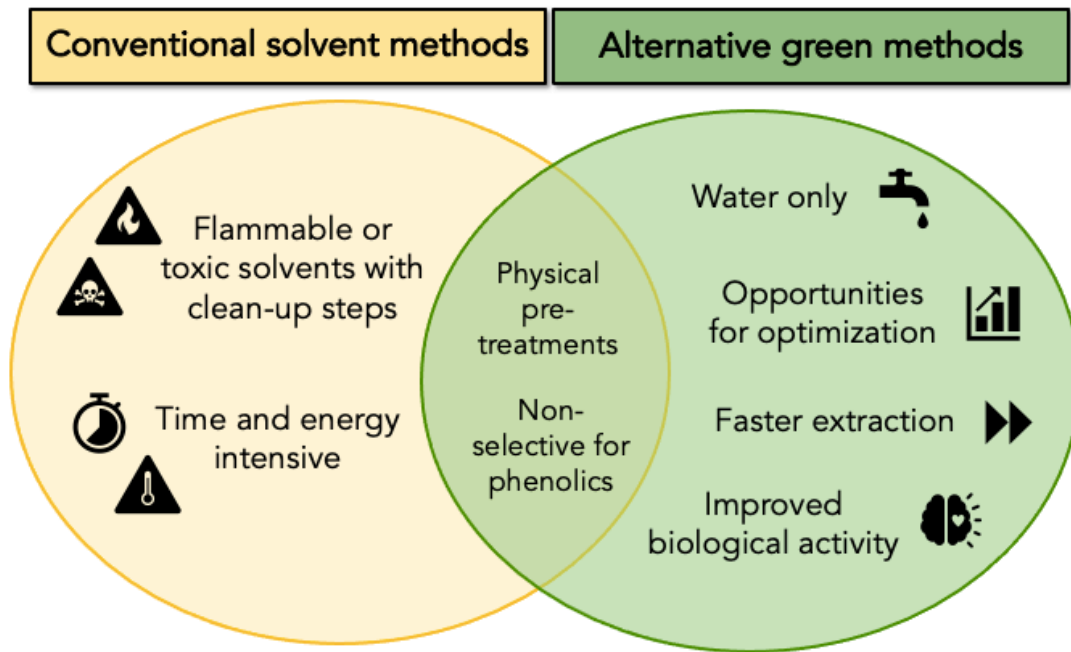 Conventional solvent methods
Alternative green methods
Flammable or
toxic solvents with
clean-up steps
Time and energy
intensive
Physical
pre-
treatments
Non-
selective for
phenolics
Water only
Opportunities
for optimization
Faster extraction
Improved
biological activity